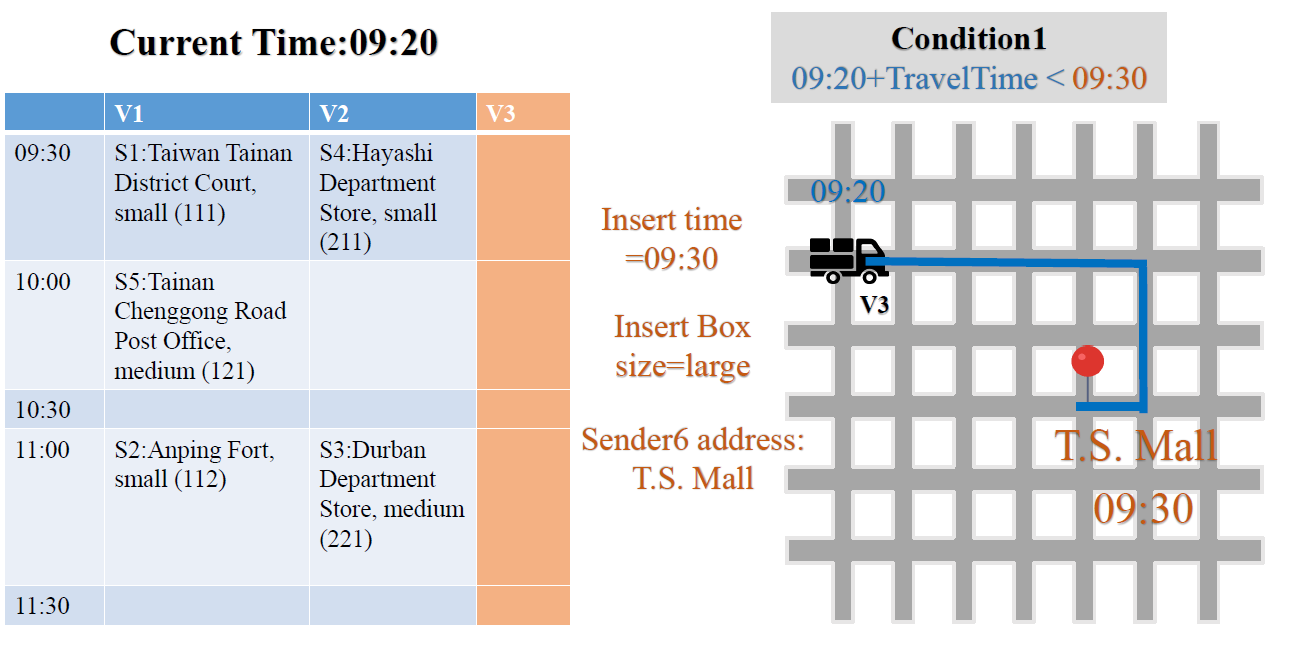 Current Time:09:20
V1
V2
V3
09:30
S1:Taiwan Tainan
District Court,
small (111)
S4:Hayashi
Department
Store, small
(211)
10:00
S5:Tainan
Chenggong Road
Post Office,
medium (121)
10:30
11:00
S2:Anping Fort,
small (112)
S3:Durban
Department
Store, medium
(221)
11:30
Insert time
=09:30
Insert Box
size=large
Sender6 address:
T.S. Mall
Condition1
09:20+TravelTime < 09:30
09:20
V3
T.S. Mall
09:30